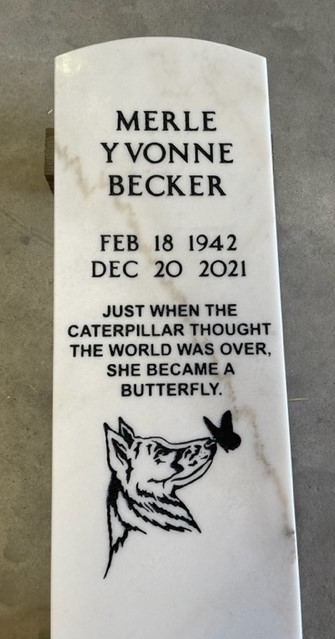 MERLE
YVONNE
BECKER
FEB 18 1942
DEC 20 2021
JUST WHEN THE
CATERPILLAR THOUGHT
THE WORLD WAS OVER,
SHE BECAME A
BUTTERFLY.